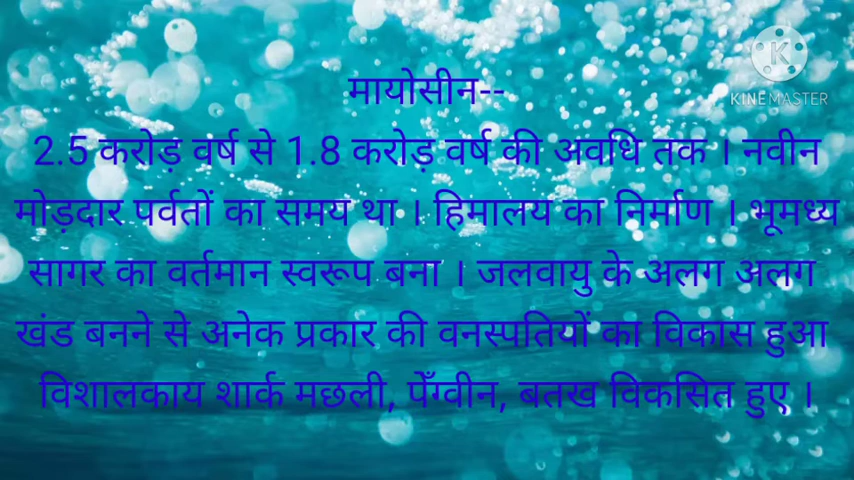 KINEMASTER
मायोसीन--
2.5 करोड़ वर्ष से 1.8 करोड़ वर्ष की अवधि तक । नवीन
मोड़दार पर्वतों का समय था । हिमालय का निर्माण । भूमध्य
सागर का वर्तमान स्वरूप बना । जलवायु के अलग अलग
खंड बनने से अनेक प्रकार की वनस्पतियों का विकास हुआ
विशालकाय शार्क मछली, पेँग्वीन, बतख विकसित हुए ।